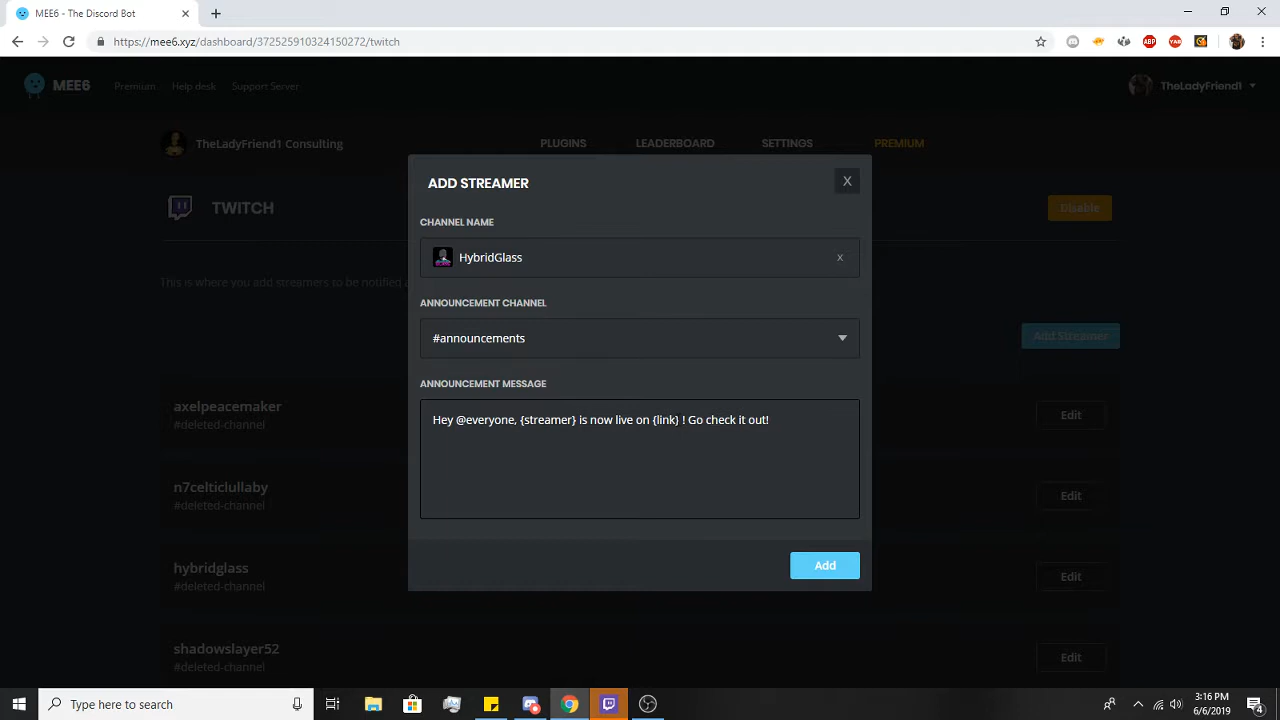 MEE6 - The Discord Bot
https://mee6.xyz/dashboard/372525910324150272/twitch
ABP
YAB
MEE6
Premium
Help desk
Support Server
TheLadyFriend1
TheLadyFriend1 Consulting
PLUGINS
LEADERBOARD
SETTINGS
PREMIUM
TWITCH
Disable
This is where you add streamers to be notified
ADD STREAMER
X
CHANNEL NAME
HybridGlass
x
ANNOUNCEMENT CHANNEL
#announcements
ANNOUNCEMENT MESSAGE
Hey @everyone, {streamer} is now live on {link} ! Go check it out!
Add
Add Streamer
axelpeacemaker
#deleted-channel
Edit
n7celticlullaby
#deleted-channel
Edit
hybridglass
#deleted-channel
Edit
shadowslayer52
#deleted-channel
Edit
Type here to search
3:16 PM
6/6/2019
4